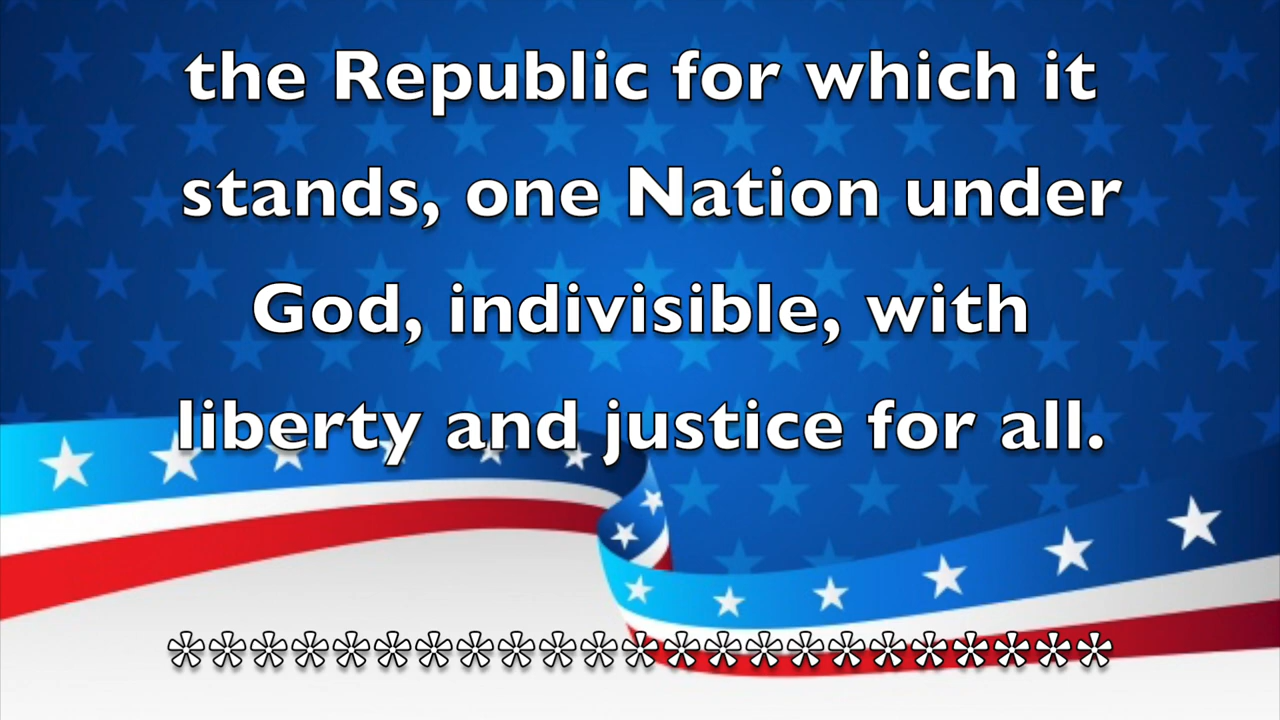 the Republic for which it
stands, one Nation under
God, indivisible, with
liberty and justice for all.
***********************